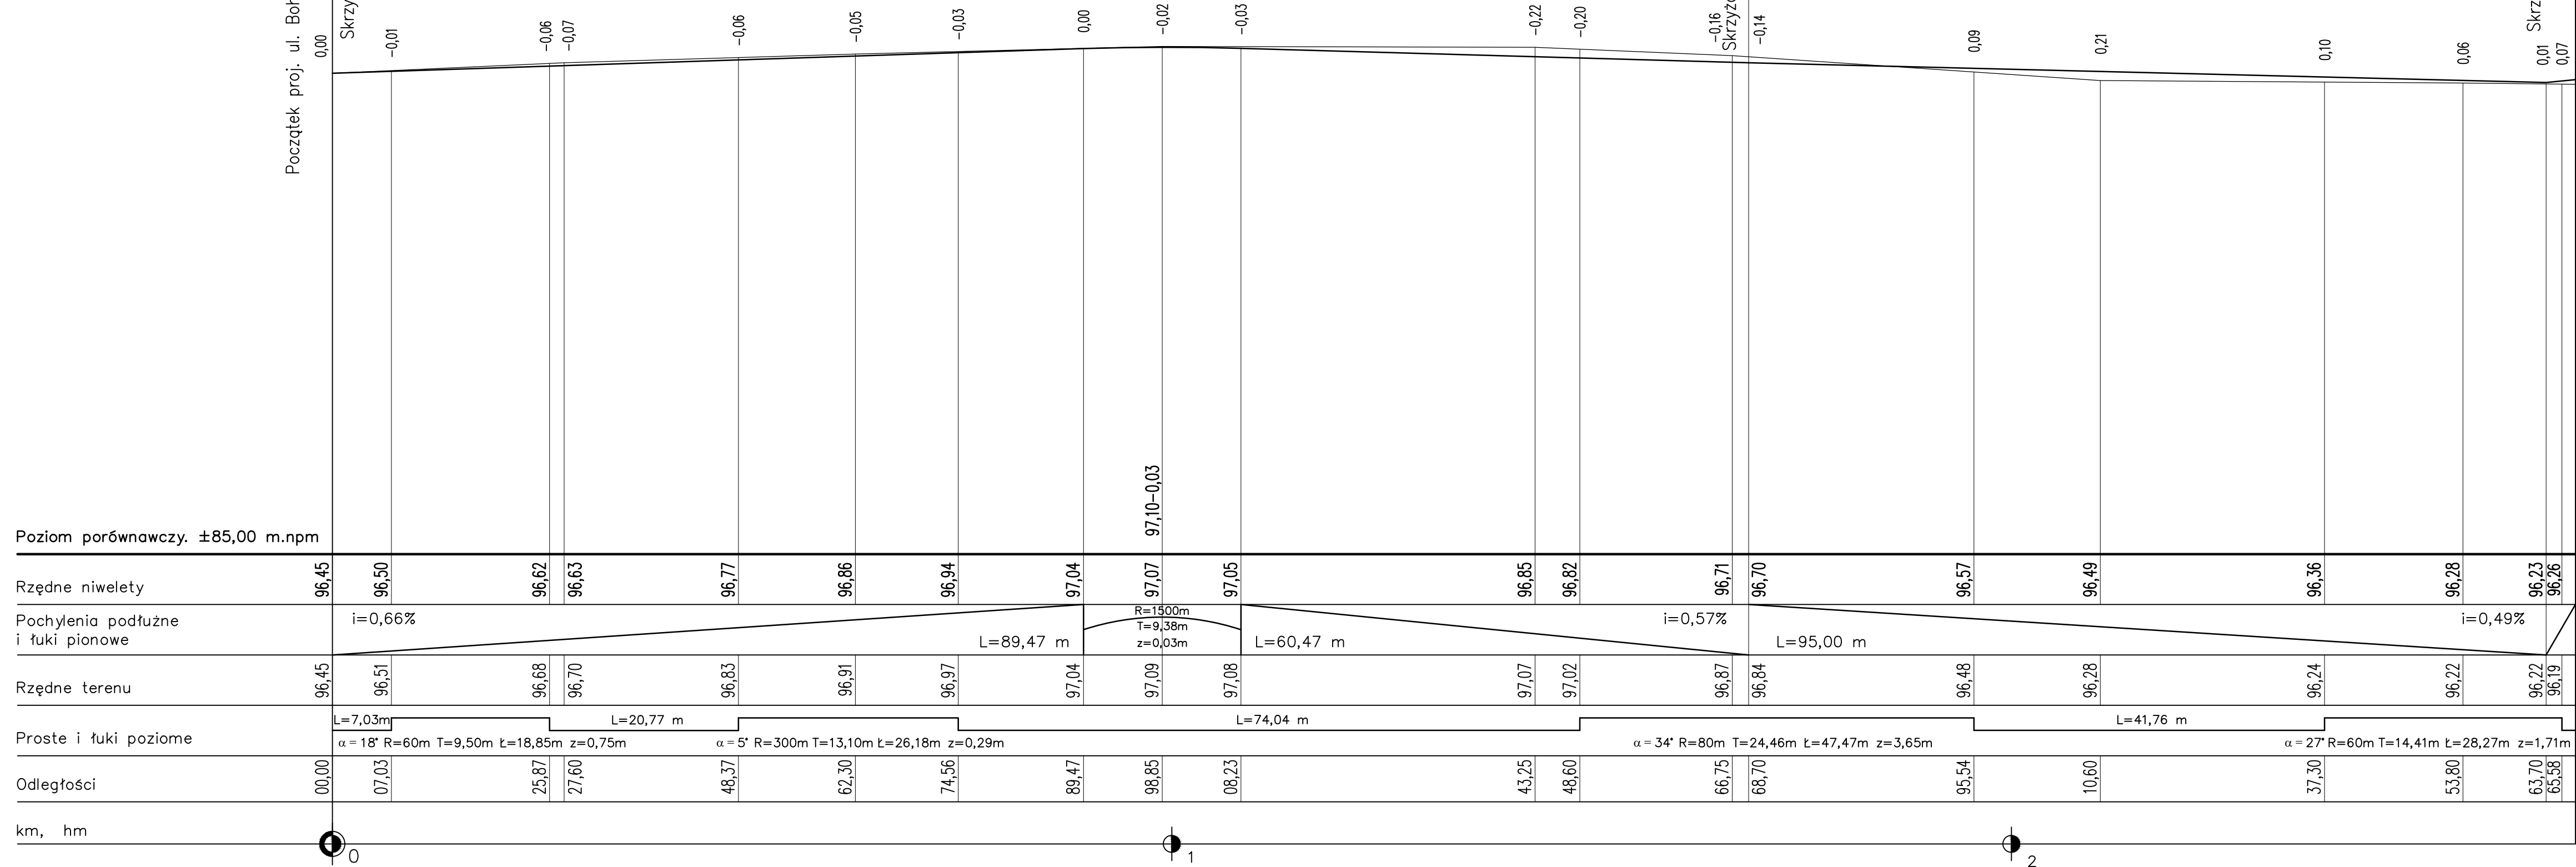 Początek proj. ul.
0,00
-0,01
-0,06
-0,07
-0,06
-0,05
-0,03
0,00
-0,02
-0,03
-0,22
-0,20
-0,16
-0,14
0,09
0,21
0,10
0,06
0,01
0,07
97,10-0,03
Poziom porównawczy. ±85,00 m.npm
Rzędne niwelety
96,45 96,50 96,62 96,63 96,77 96,86 96,94 97,04 97,07 97,05 96,85 96,82 96,71 96,70 96,57 96,49 96,36 96,28 96,23 96,26
Pochylenia podłużne
i łuki pionowe
i=0,66%
L=89,47 m
R=1500m
T=9,38m
z=0,03m
L=60,47 m
i=0,57%
L=95,00 m
i=0,49%
Rzędne terenu
96,45 96,51 96,68 96,70 96,83 96,91 96,97 97,04 97,09 97,08 97,07 97,02 96,87 96,84 96,48 96,28 96,24 96,22 96,22 96,19
Proste i łuki poziome
L=7,03m L=20,77 m L=74,04 m L=41,76 m
α = 18° R=60m T=9,50m Ł=18,85m z=0,75m
α = 5° R=300m T=13,10m Ł=26,18m z=0,29m
α = 34° R=80m T=24,46m Ł=47,47m z=3,65m
α = 27° R=60m T=14,41m Ł=28,27m z=1,71m
Odległości
00,00 07,03 25,87 27,60 48,37 62,30 74,56 89,47 98,85 08,23 43,25 48,60 66,75 68,70 95,54 10,60 37,30 53,80 63,70 65,58
km, hm
0 1 2